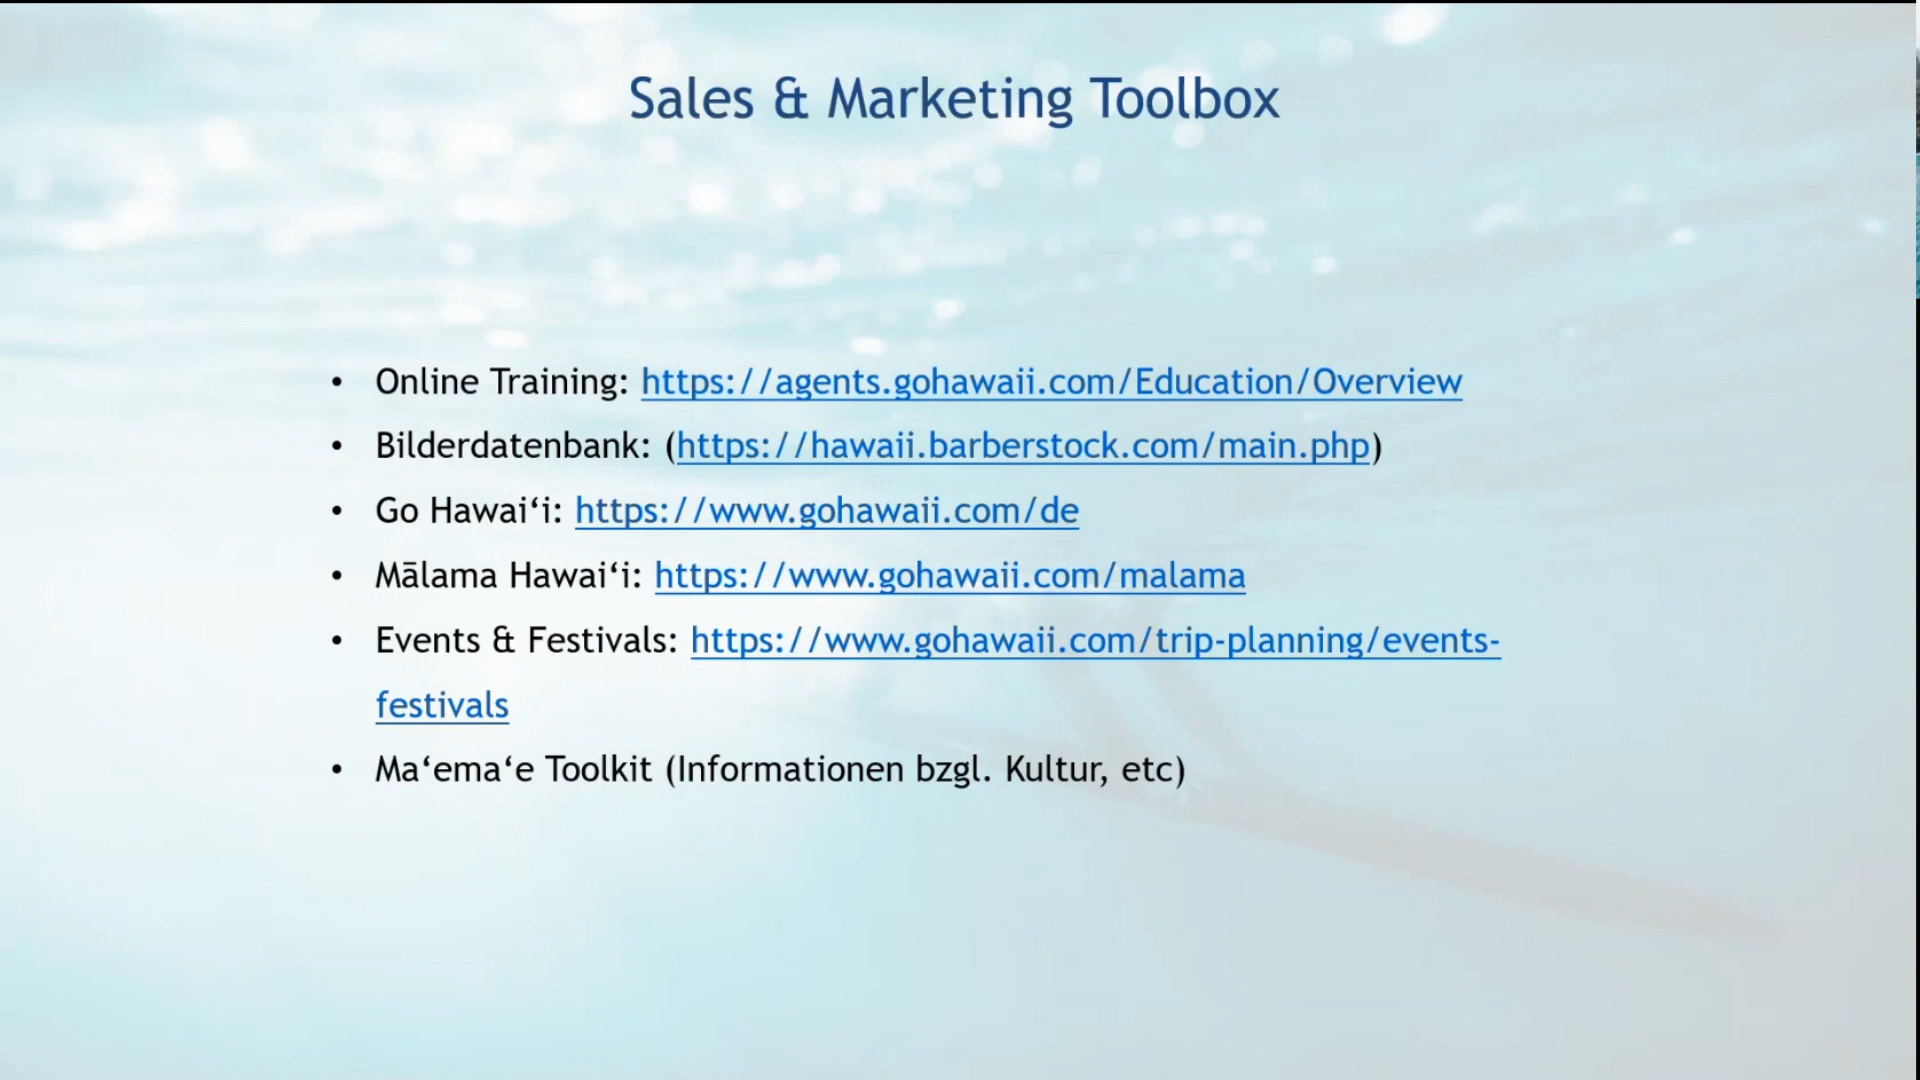 Sales & Marketing Toolbox
• Online Training: https://agents.gohawaii.com/Education/Overview
• Bilderdatenbank: (https://hawaii.barberstock.com/main.php)
• Go Hawai‘i: https://www.gohawaii.com/de
• Mālama Hawai‘i: https://www.gohawaii.com/malama
• Events & Festivals: https://www.gohawaii.com/trip-planning/events-
festivals
• Ma‘ema‘e Toolkit (Informationen bzgl. Kultur, etc)